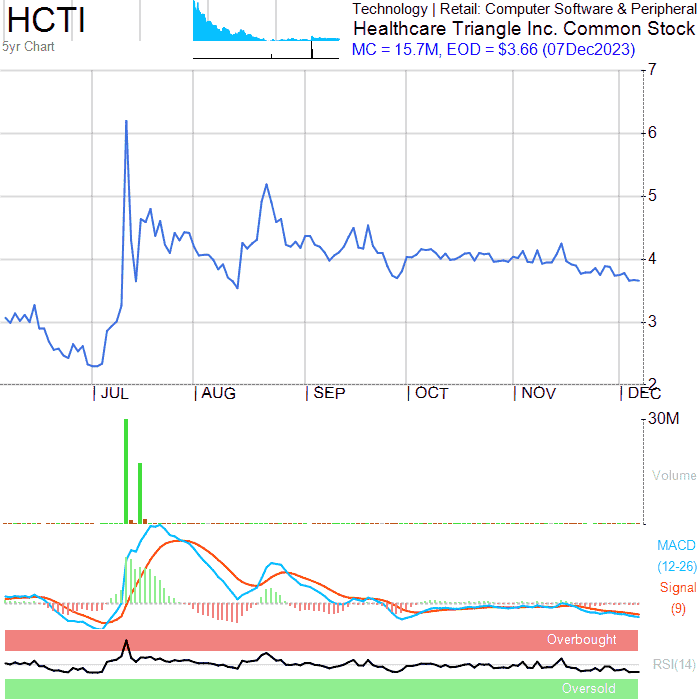 HCTI
5yr Chart
Technology | Retail: Computer Software & Peripheral
Healthcare Triangle Inc. Common Stock
MC = 15.7M, EOD = $3.66 (07Dec2023)
7
6
5
4
3
2
JUL AUG SEP OCT NOV DEC
30M
Volume
MACD
(12-26)
Signal
(9)
Overbought
RSI(14)
Oversold